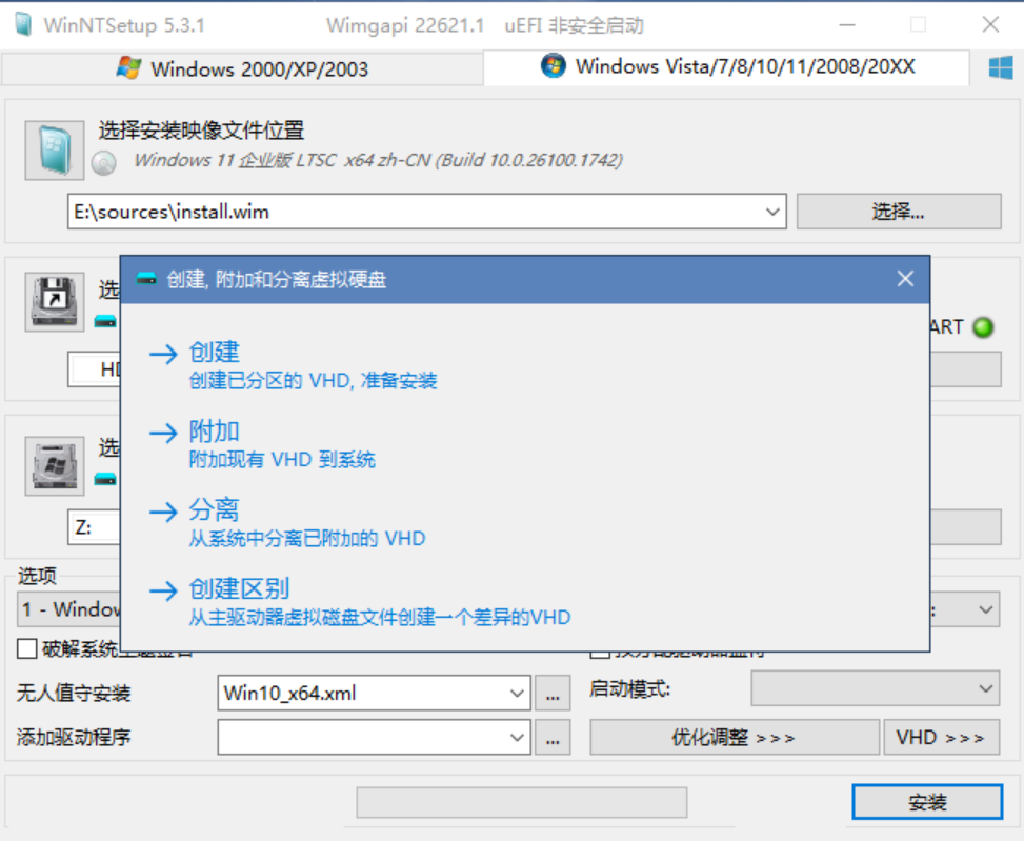 WinNTSetup 5.3.1 Wimgapi 22621.1 uEFI 非安全启动
Windows 2000/XP/2003 Windows Vista/7/8/10/11/2008/20XX
选择安装映像文件位置
Windows 11 企业版 LTSC x64 zh-CN (Build 10.0.26100.1742)
E:\sources\install.wim 选择...
创建, 附加和分离虚拟硬盘
选
ART
HD
创建
创建已分区的 VHD, 准备安装
附加
附加现有 VHD 到系统
选
分离
从系统中分离已附加的 VHD
Z:
创建区别
从主驱动器虚拟磁盘文件创建一个差异的VHD
选项
1 - Window :
破解系统
无人值守安装 Win10_x64.xml ... 启动模式:
添加驱动程序 ... 优化调整 >>> VHD >>>
安装